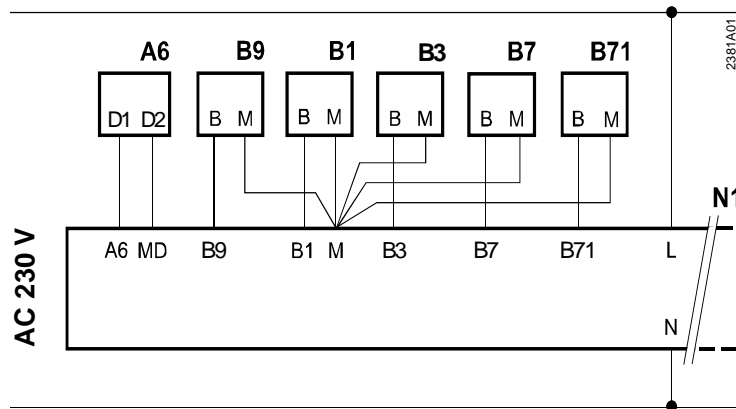 2381A01
A6 B9 B1 B3 B7 B71
D1 D2 B M B M B M B M B M
N1
A6 MD B9 B1 M B3 B7 B71 L
AC 230 V
N